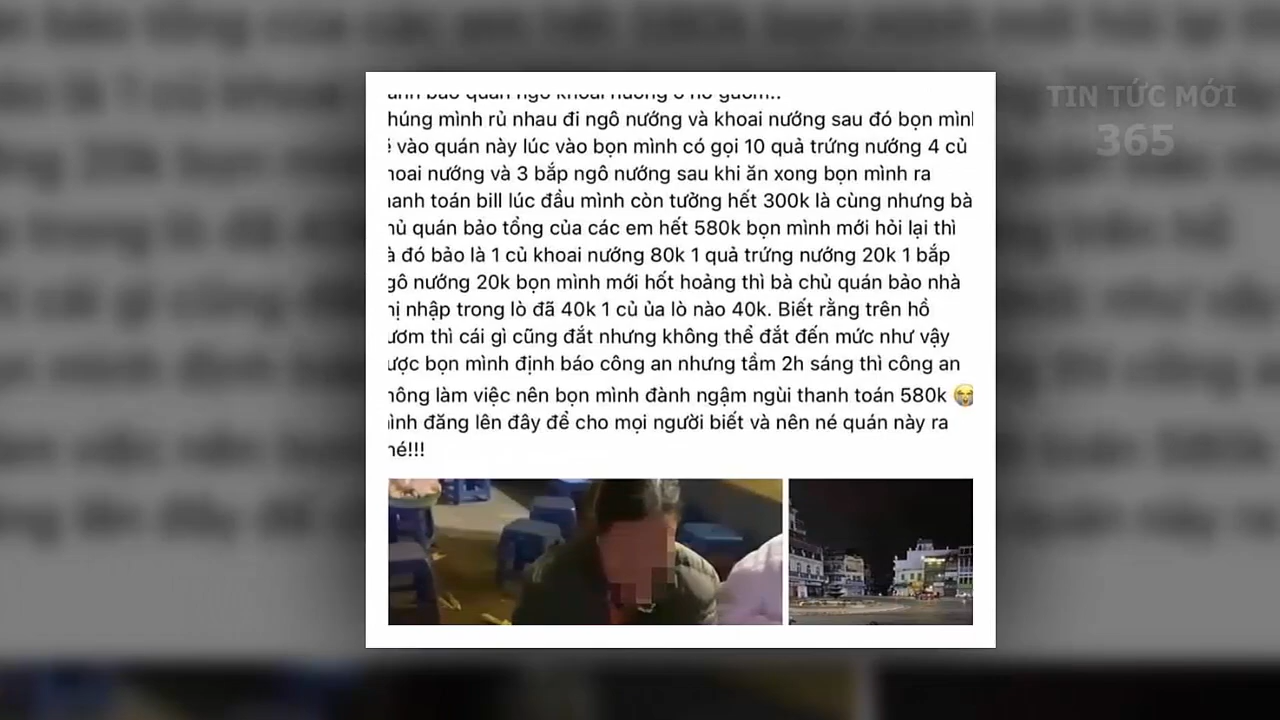 quán ngô khoai nướng ở hồ gươm..
húng mình rủ nhau đi ngô nướng và khoai nướng sau đó bọn mình
vào quán này lúc vào bọn mình có gọi 10 quả trứng nướng 4 củ
hoai nướng và 3 bắp ngô nướng sau khi ăn xong bọn mình ra
hanh toán bill lúc đầu mình còn tưởng hết 300k là cùng nhưng bà
hủ quán bảo tổng của các em hết 580k bọn mình mới hỏi lại thì
à đó bảo là 1 củ khoai nướng 80k 1 quả trứng nướng 20k 1 bắp
gô nướng 20k bọn mình mới hốt hoảng thì bà chủ quán bảo nhà
hị nhập trong lò đã 40k 1 củ ủa lò nào 40k. Biết rằng trên hồ
ươm thì cái gì cũng đắt nhưng không thể đắt đến mức như vậy
ược bọn mình định báo công an nhưng tầm 2h sáng thì công an
hông làm việc nên bọn mình đành ngậm ngùi thanh toán 580k 😭
ình đăng lên đây để cho mọi người biết và nên né quán này ra
hé!!!
TIN TỨC MỚI
365